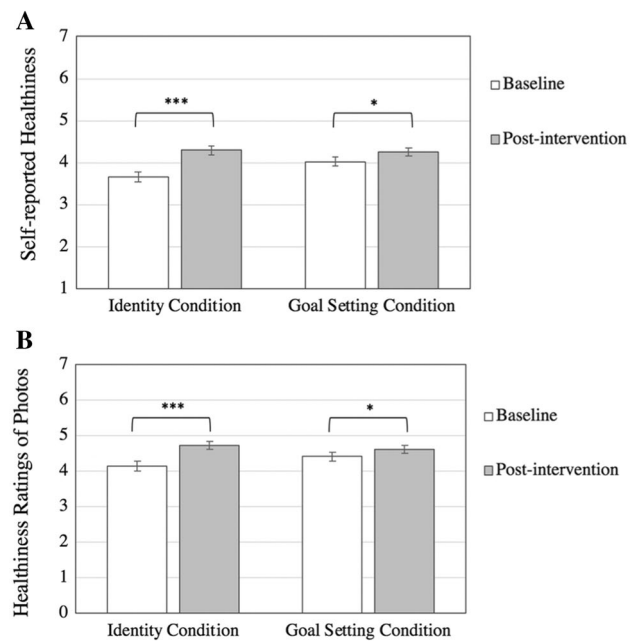 A
Self-reported Healthiness
7
6
5
4
3
2
1
***
*
Baseline
Post-intervention
Identity Condition
Goal Setting Condition
B
Healthiness Ratings of Photos
7
6
5
4
3
2
1
0
***
*
Baseline
Post-intervention
Identity Condition
Goal Setting Condition